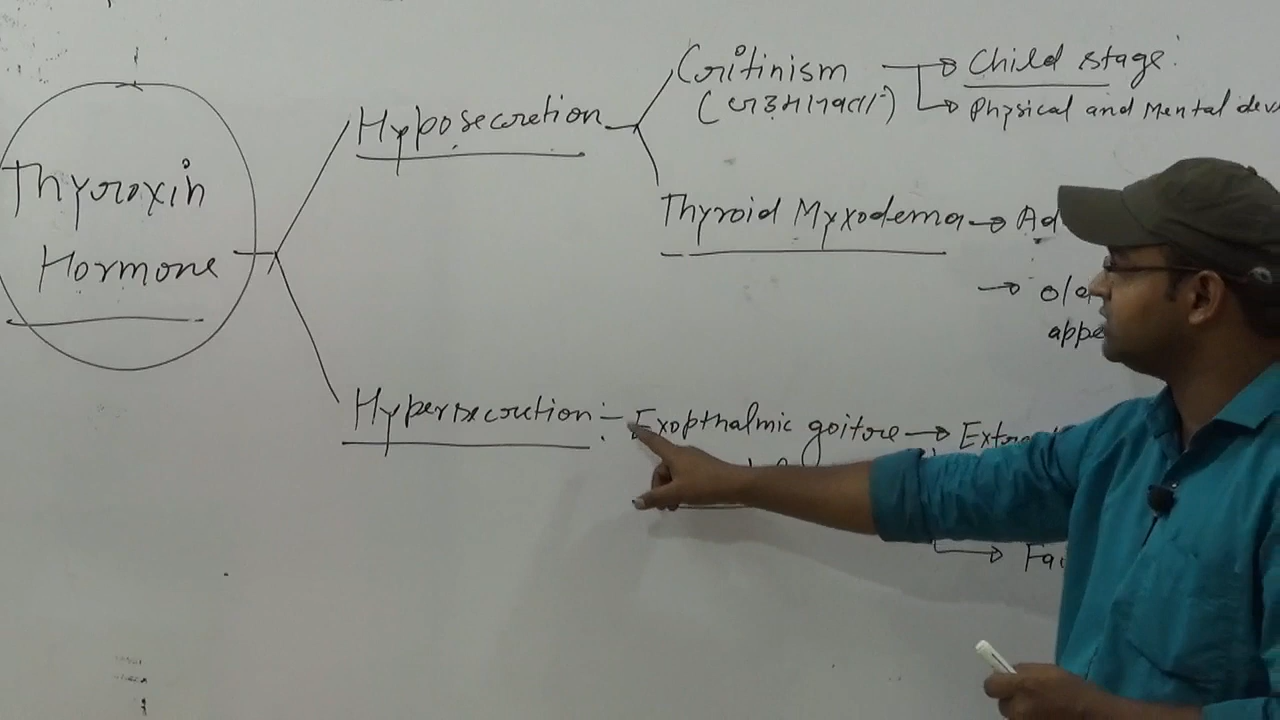 Thyroxin
Hormone
Hyposecretion
Critinism → Child stage
→ Physical and Mental dev
Thyroid Myxodema → Ad
→ old
appe
Hypersecretion :- Exopthalmic goitre → Ext
→ Fa